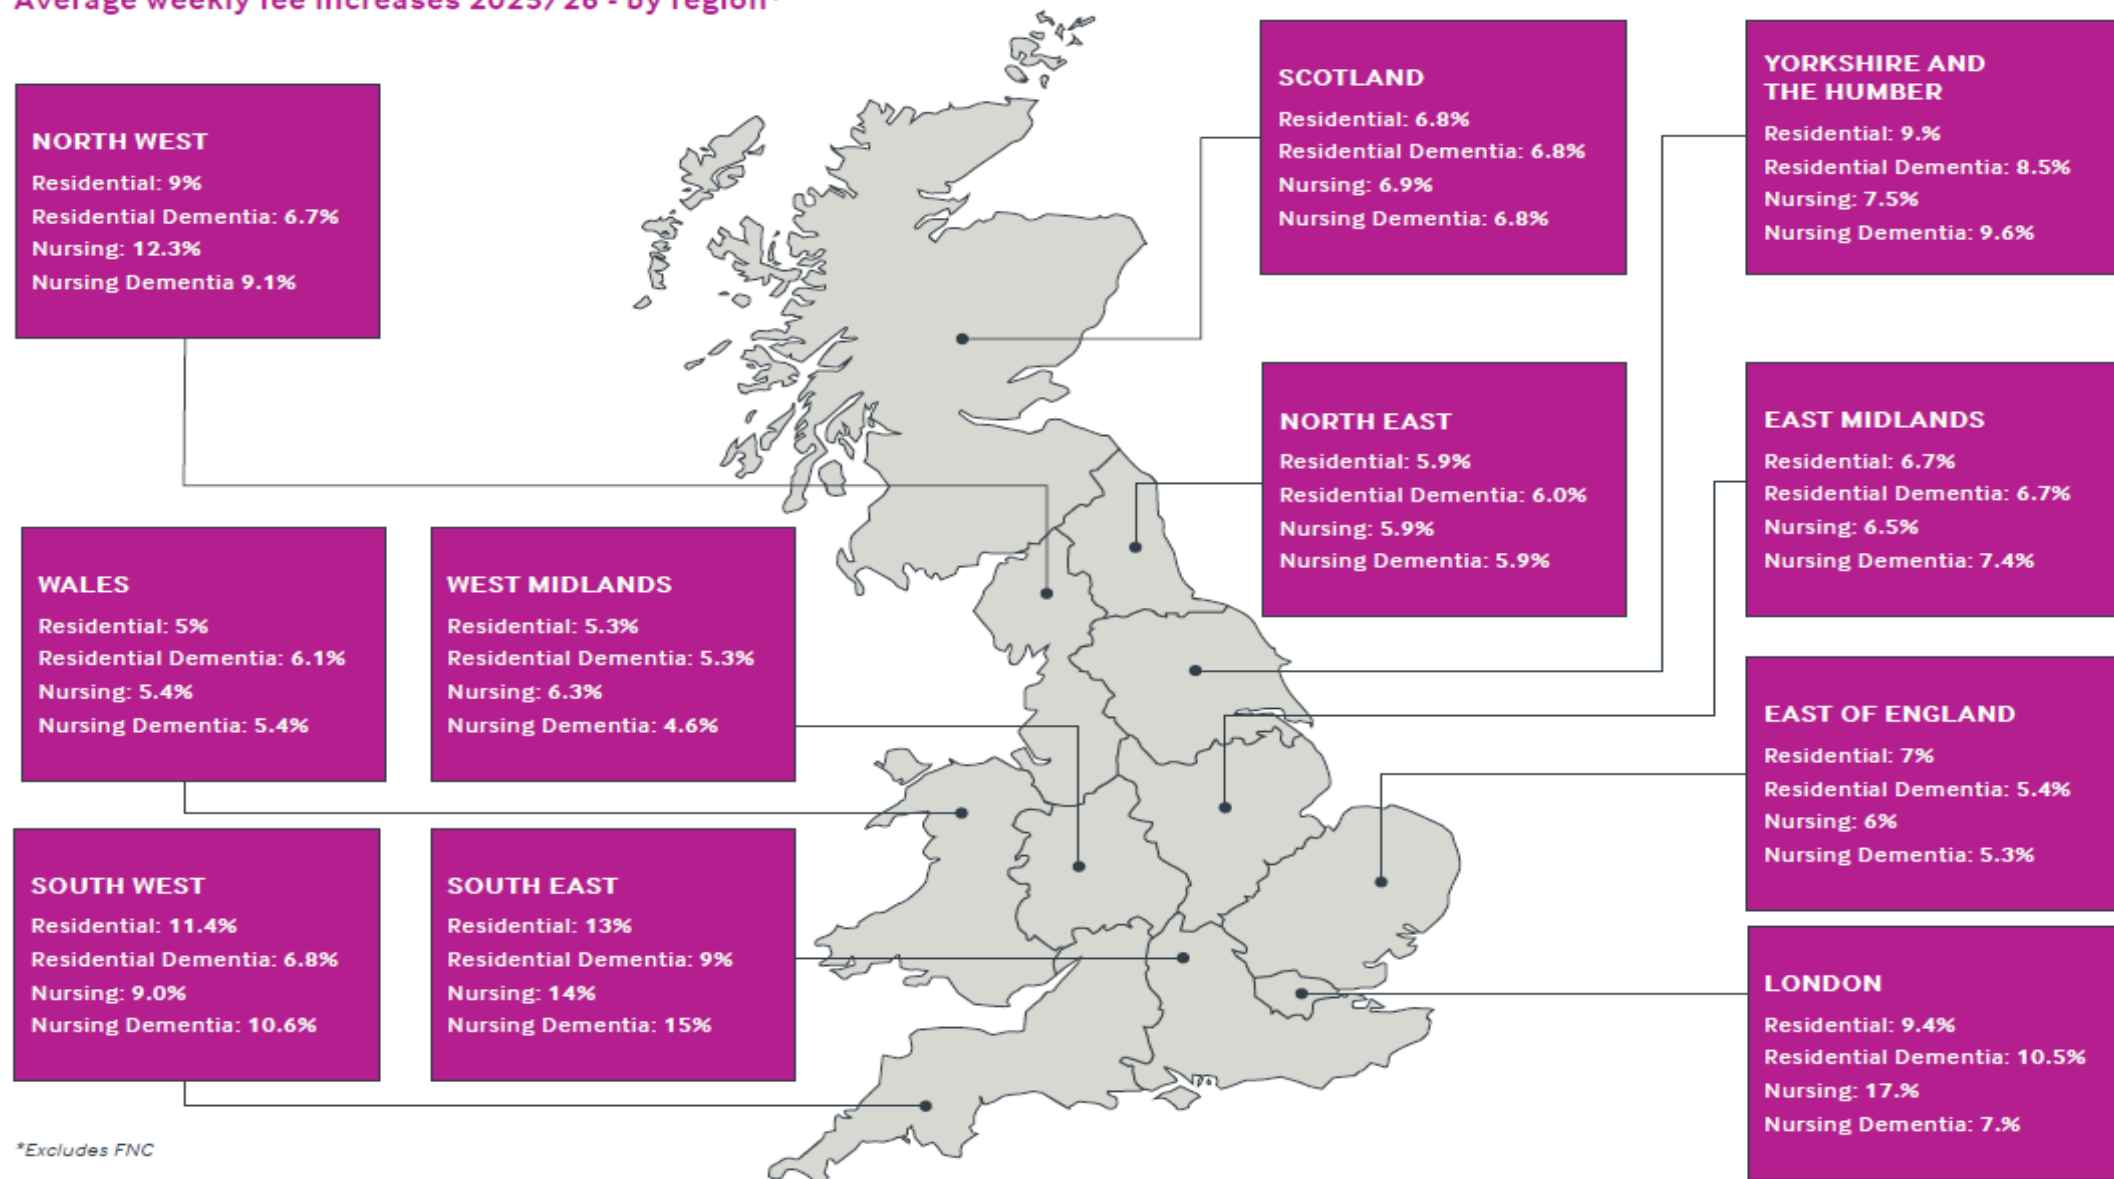 Average weekly fee increases 2025/26 - by region*
NORTH WEST
Residential: 9%
Residential Dementia: 6.7%
Nursing: 12.3%
Nursing Dementia 9.1%
SCOTLAND
Residential: 6.8%
Residential Dementia: 6.8%
Nursing: 6.9%
Nursing Dementia: 6.8%
YORKSHIRE AND
THE HUMBER
Residential: 9.%
Residential Dementia: 8.5%
Nursing: 7.5%
Nursing Dementia: 9.6%
NORTH EAST
Residential: 5.9%
Residential Dementia: 6.0%
Nursing: 5.9%
Nursing Dementia: 5.9%
EAST MIDLANDS
Residential: 6.7%
Residential Dementia: 6.7%
Nursing: 6.5%
Nursing Dementia: 7.4%
WALES
Residential: 5%
Residential Dementia: 6.1%
Nursing: 5.4%
Nursing Dementia: 5.4%
WEST MIDLANDS
Residential: 5.3%
Residential Dementia: 5.3%
Nursing: 6.3%
Nursing Dementia: 4.6%
EAST OF ENGLAND
Residential: 7%
Residential Dementia: 5.4%
Nursing: 6%
Nursing Dementia: 5.3%
SOUTH WEST
Residential: 11.4%
Residential Dementia: 6.8%
Nursing: 9.0%
Nursing Dementia: 10.6%
SOUTH EAST
Residential: 13%
Residential Dementia: 9%
Nursing: 14%
Nursing Dementia: 15%
LONDON
Residential: 9.4%
Residential Dementia: 10.5%
Nursing: 17.%
Nursing Dementia: 7.%
*Excludes FNC